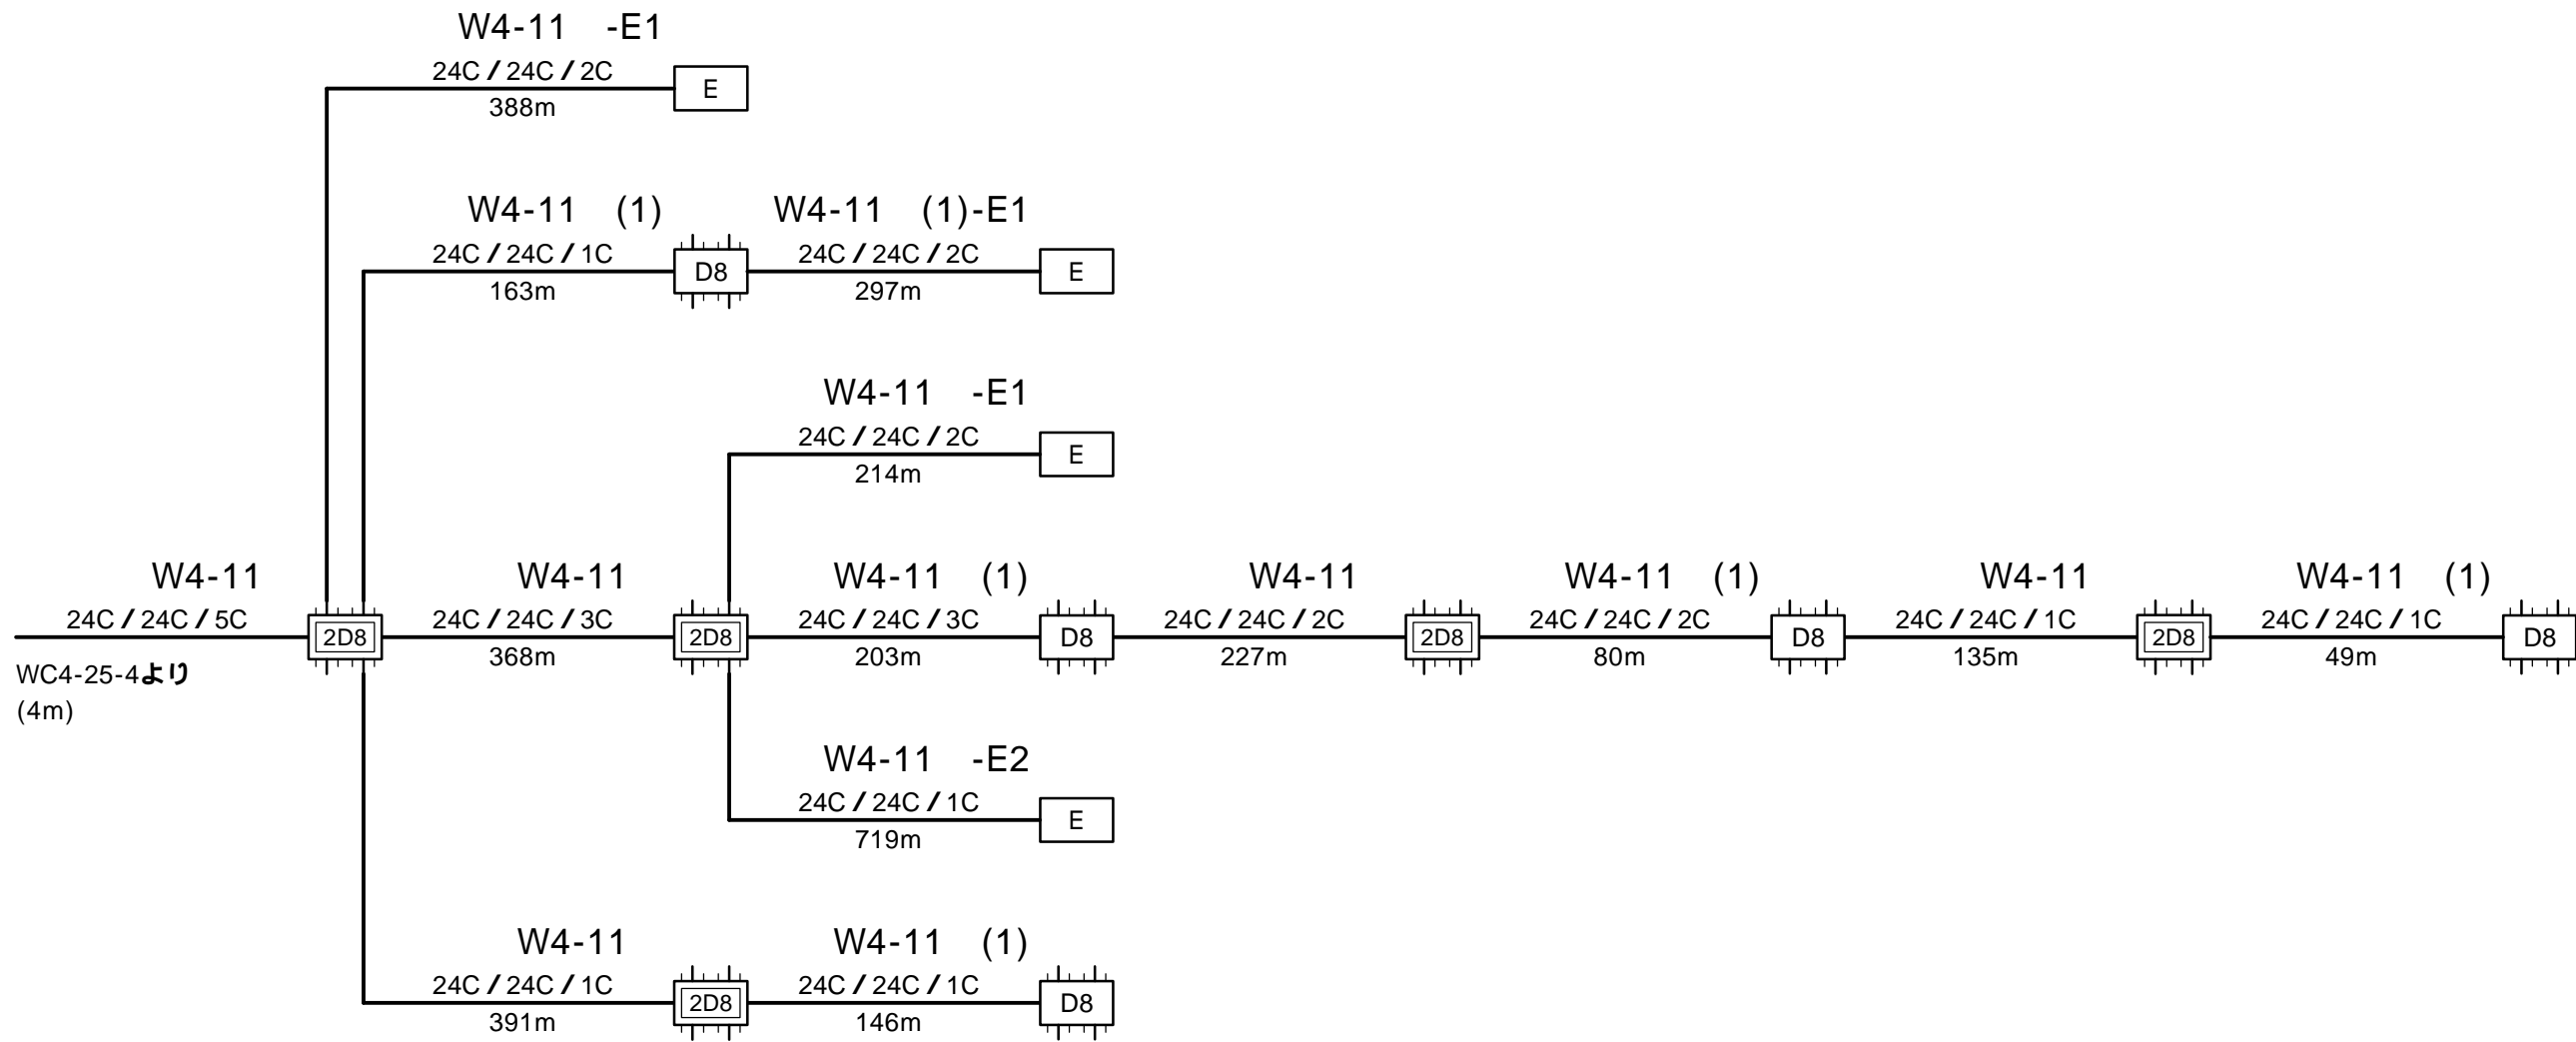 W4-11 -E1
24C/24C/2C
388m
E
W4-11 (1)
24C/24C/1C
163m
D8
W4-11 (1)-E1
24C/24C/2C
297m
E
W4-11 -E1
24C/24C/2C
214m
E
W4-11
24C/24C/5C
WC4-25-4より
(4m)
2D8
W4-11
24C/24C/3C
368m
2D8
W4-11 (1)
24C/24C/3C
203m
D8
W4-11
24C/24C/2C
227m
2D8
W4-11 (1)
24C/24C/2C
80m
D8
W4-11
24C/24C/1C
135m
2D8
W4-11 (1)
24C/24C/1C
49m
D8
W4-11 -E2
24C/24C/1C
719m
E
W4-11
24C/24C/1C
391m
2D8
W4-11 (1)
24C/24C/1C
146m
D8